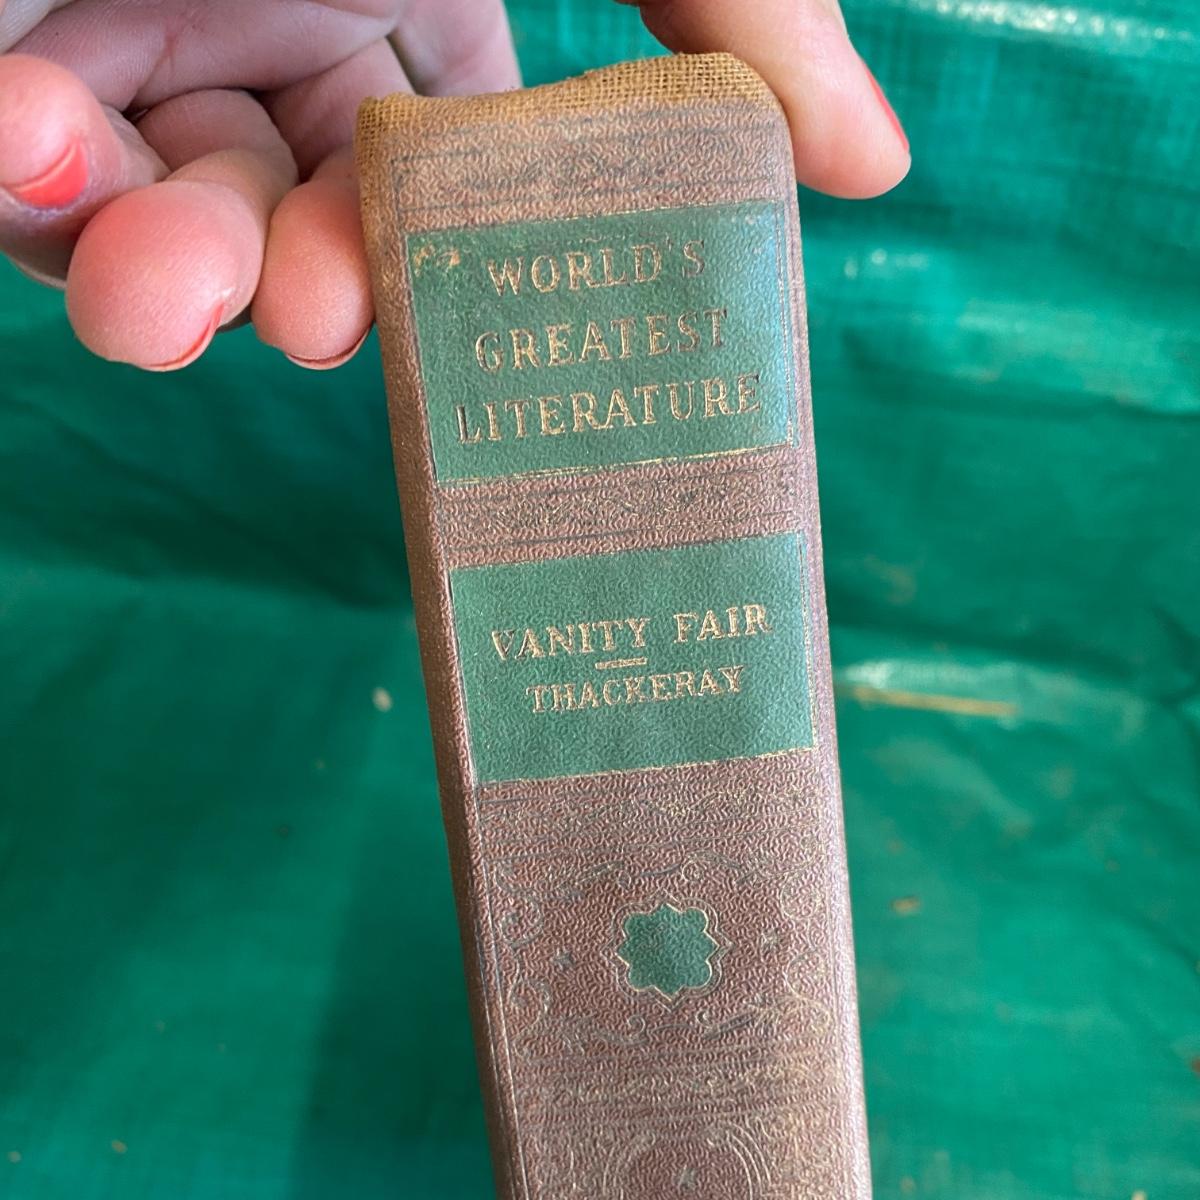 WORLD'S
GREATEST
LITERATURE
VANITY FAIR
THACKERAY